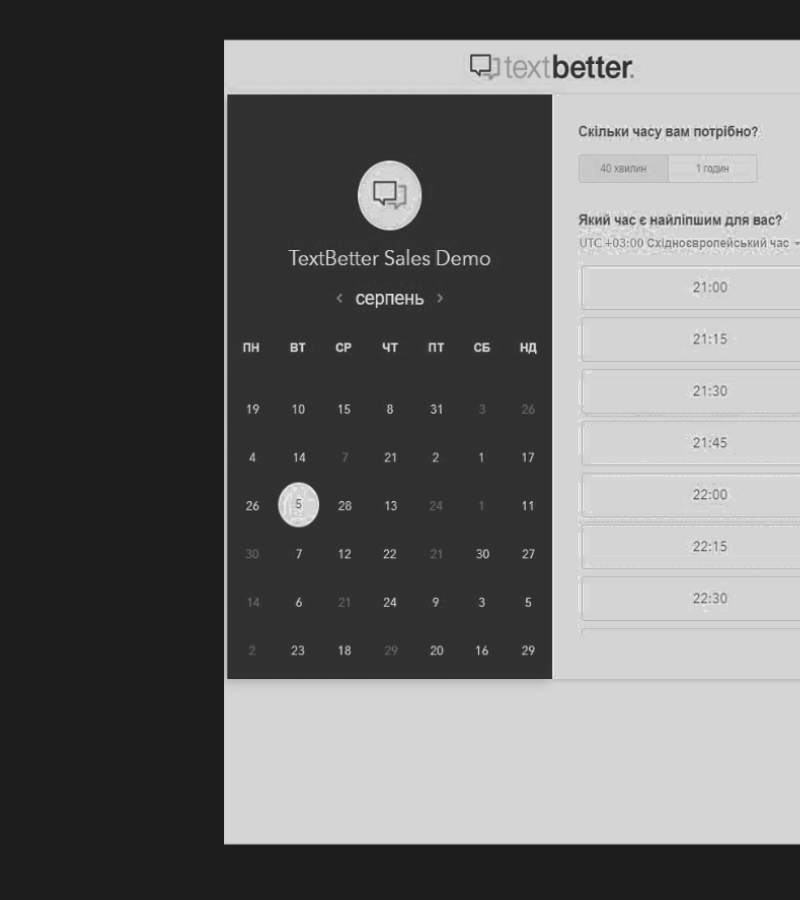 textbetter.
TextBetter Sales Demo
‹ серпень ›
ПН ВТ СР ЧТ ПТ СБ НД
19 10 15 8 31 3 26
4 14 7 21 2 1 17
26 5 28 13 24 1 11
30 7 12 22 21 30 27
14 6 21 24 9 3 5
2 23 18 29 20 16 29
Скільки часу вам потрібно?
40 хвилин 1 годин
Який час є найліпшим для вас?
UTC +03:00 Східноєвропейський час
21:00
21:15
21:30
21:45
22:00
22:15
22:30